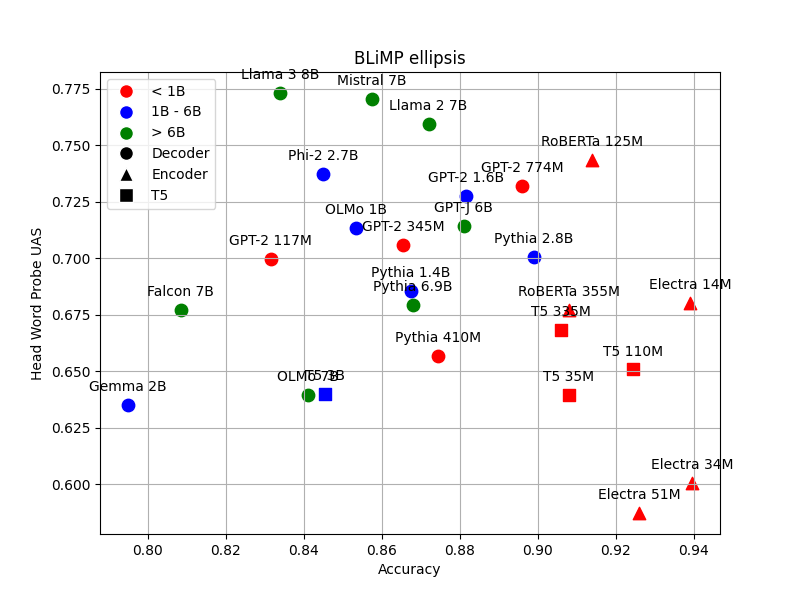 BLiMP ellipsis
Llama 3 8B
Mistral 7B
Llama 2 7B
RoBERTa 125M
Phi-2 2.7B
GPT-2 774M
GPT-2 1.6B
OLMo 1B
GPT-J 6B
GPT-2 345M
GPT-2 117M
Pythia 2.8B
Pythia 1.4B
Pythia 6.9B
Falcon 7B
RoBERTa 355M
Electra 14M
T5 335M
Pythia 410M
T5 110M
OLMo 7B
T5 3B
T5 35M
Gemma 2B
Electra 34M
Electra 51M
< 1B
1B - 6B
> 6B
Decoder
Encoder
T5
Head Word Probe UAS
0.775
0.750
0.725
0.700
0.675
0.650
0.625
0.600
0.80 0.82 0.84 0.86 0.88 0.90 0.92 0.94
Accuracy